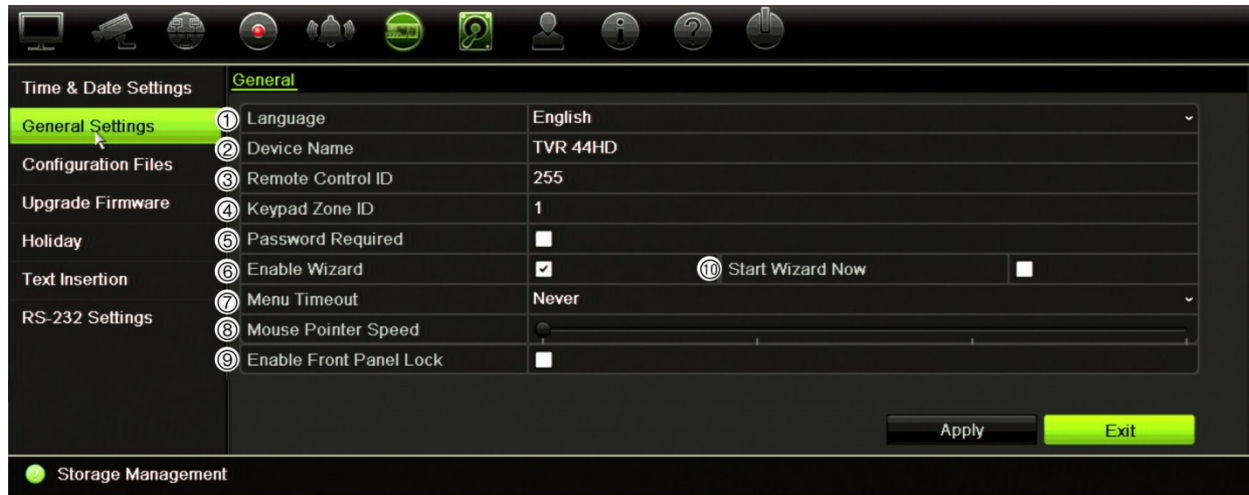 Time & Date Settings
General Settings
Configuration Files
Upgrade Firmware
Holiday
Text Insertion
RS-232 Settings
General
① Language English
② Device Name TVR 44HD
③ Remote Control ID 255
④ Keypad Zone ID 1
⑤ Password Required
⑥ Enable Wizard ⑩ Start Wizard Now
⑦ Menu Timeout Never
⑧ Mouse Pointer Speed
⑨ Enable Front Panel Lock
Apply Exit
Storage Management